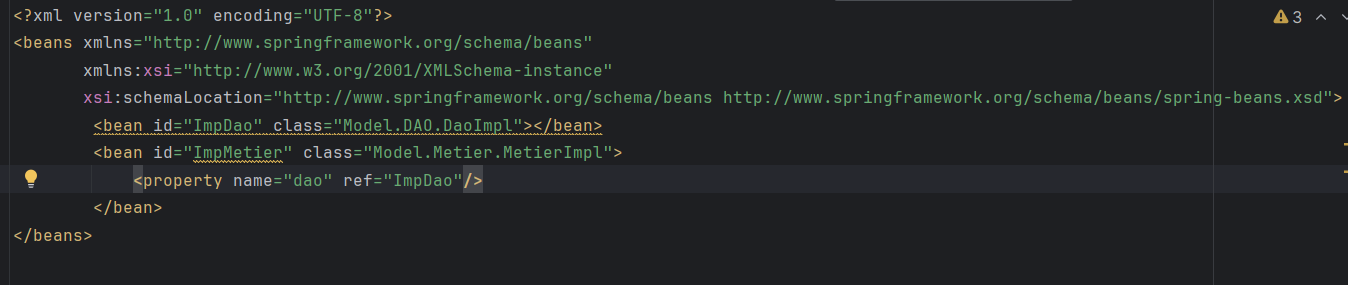 <?xml version="1.0" encoding="UTF-8"?>
3
<beans xmlns="http://www.springframework.org/schema/beans"
xmlns:xsi="http://www.w3.org/2001/XMLSchema-instance"
xsi:schemaLocation="http://www.springframework.org/schema/beans http://www.springframework.org/schema/beans/spring-beans.xsd">
<bean id="ImpDao" class="Model.DAO.DaoImpl"></bean>
<bean id="ImpMetier" class="Model.Metier.MetierImpl">
<property name="dao" ref="ImpDao"/>
</bean>
</beans>